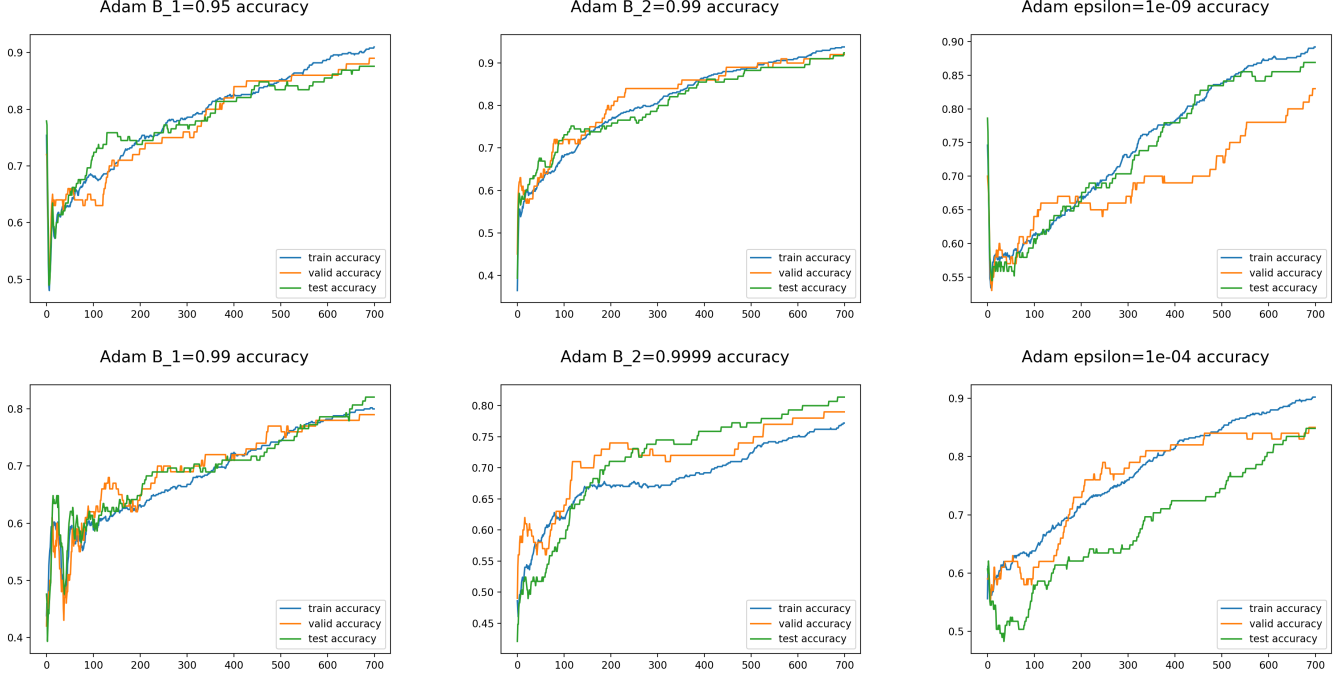 Adam B_1=0.95 accuracy
0.9
0.8
0.7
0.6
0.5
0 100 200 300 400 500 600 700
train accuracy
valid accuracy
test accuracy
Adam B_2=0.99 accuracy
0.9
0.8
0.7
0.6
0.5
0.4
0 100 200 300 400 500 600 700
train accuracy
valid accuracy
test accuracy
Adam epsilon=1e-09 accuracy
0.90
0.85
0.80
0.75
0.70
0.65
0.60
0.55
0 100 200 300 400 500 600 700
train accuracy
valid accuracy
test accuracy
Adam B_1=0.99 accuracy
0.8
0.7
0.6
0.5
0.4
0 100 200 300 400 500 600 700
train accuracy
valid accuracy
test accuracy
Adam B_2=0.9999 accuracy
0.80
0.75
0.70
0.65
0.60
0.55
0.50
0.45
0 100 200 300 400 500 600 700
train accuracy
valid accuracy
test accuracy
Adam epsilon=1e-04 accuracy
0.9
0.8
0.7
0.6
0.5
0 100 200 300 400 500 600 700
train accuracy
valid accuracy
test accuracy